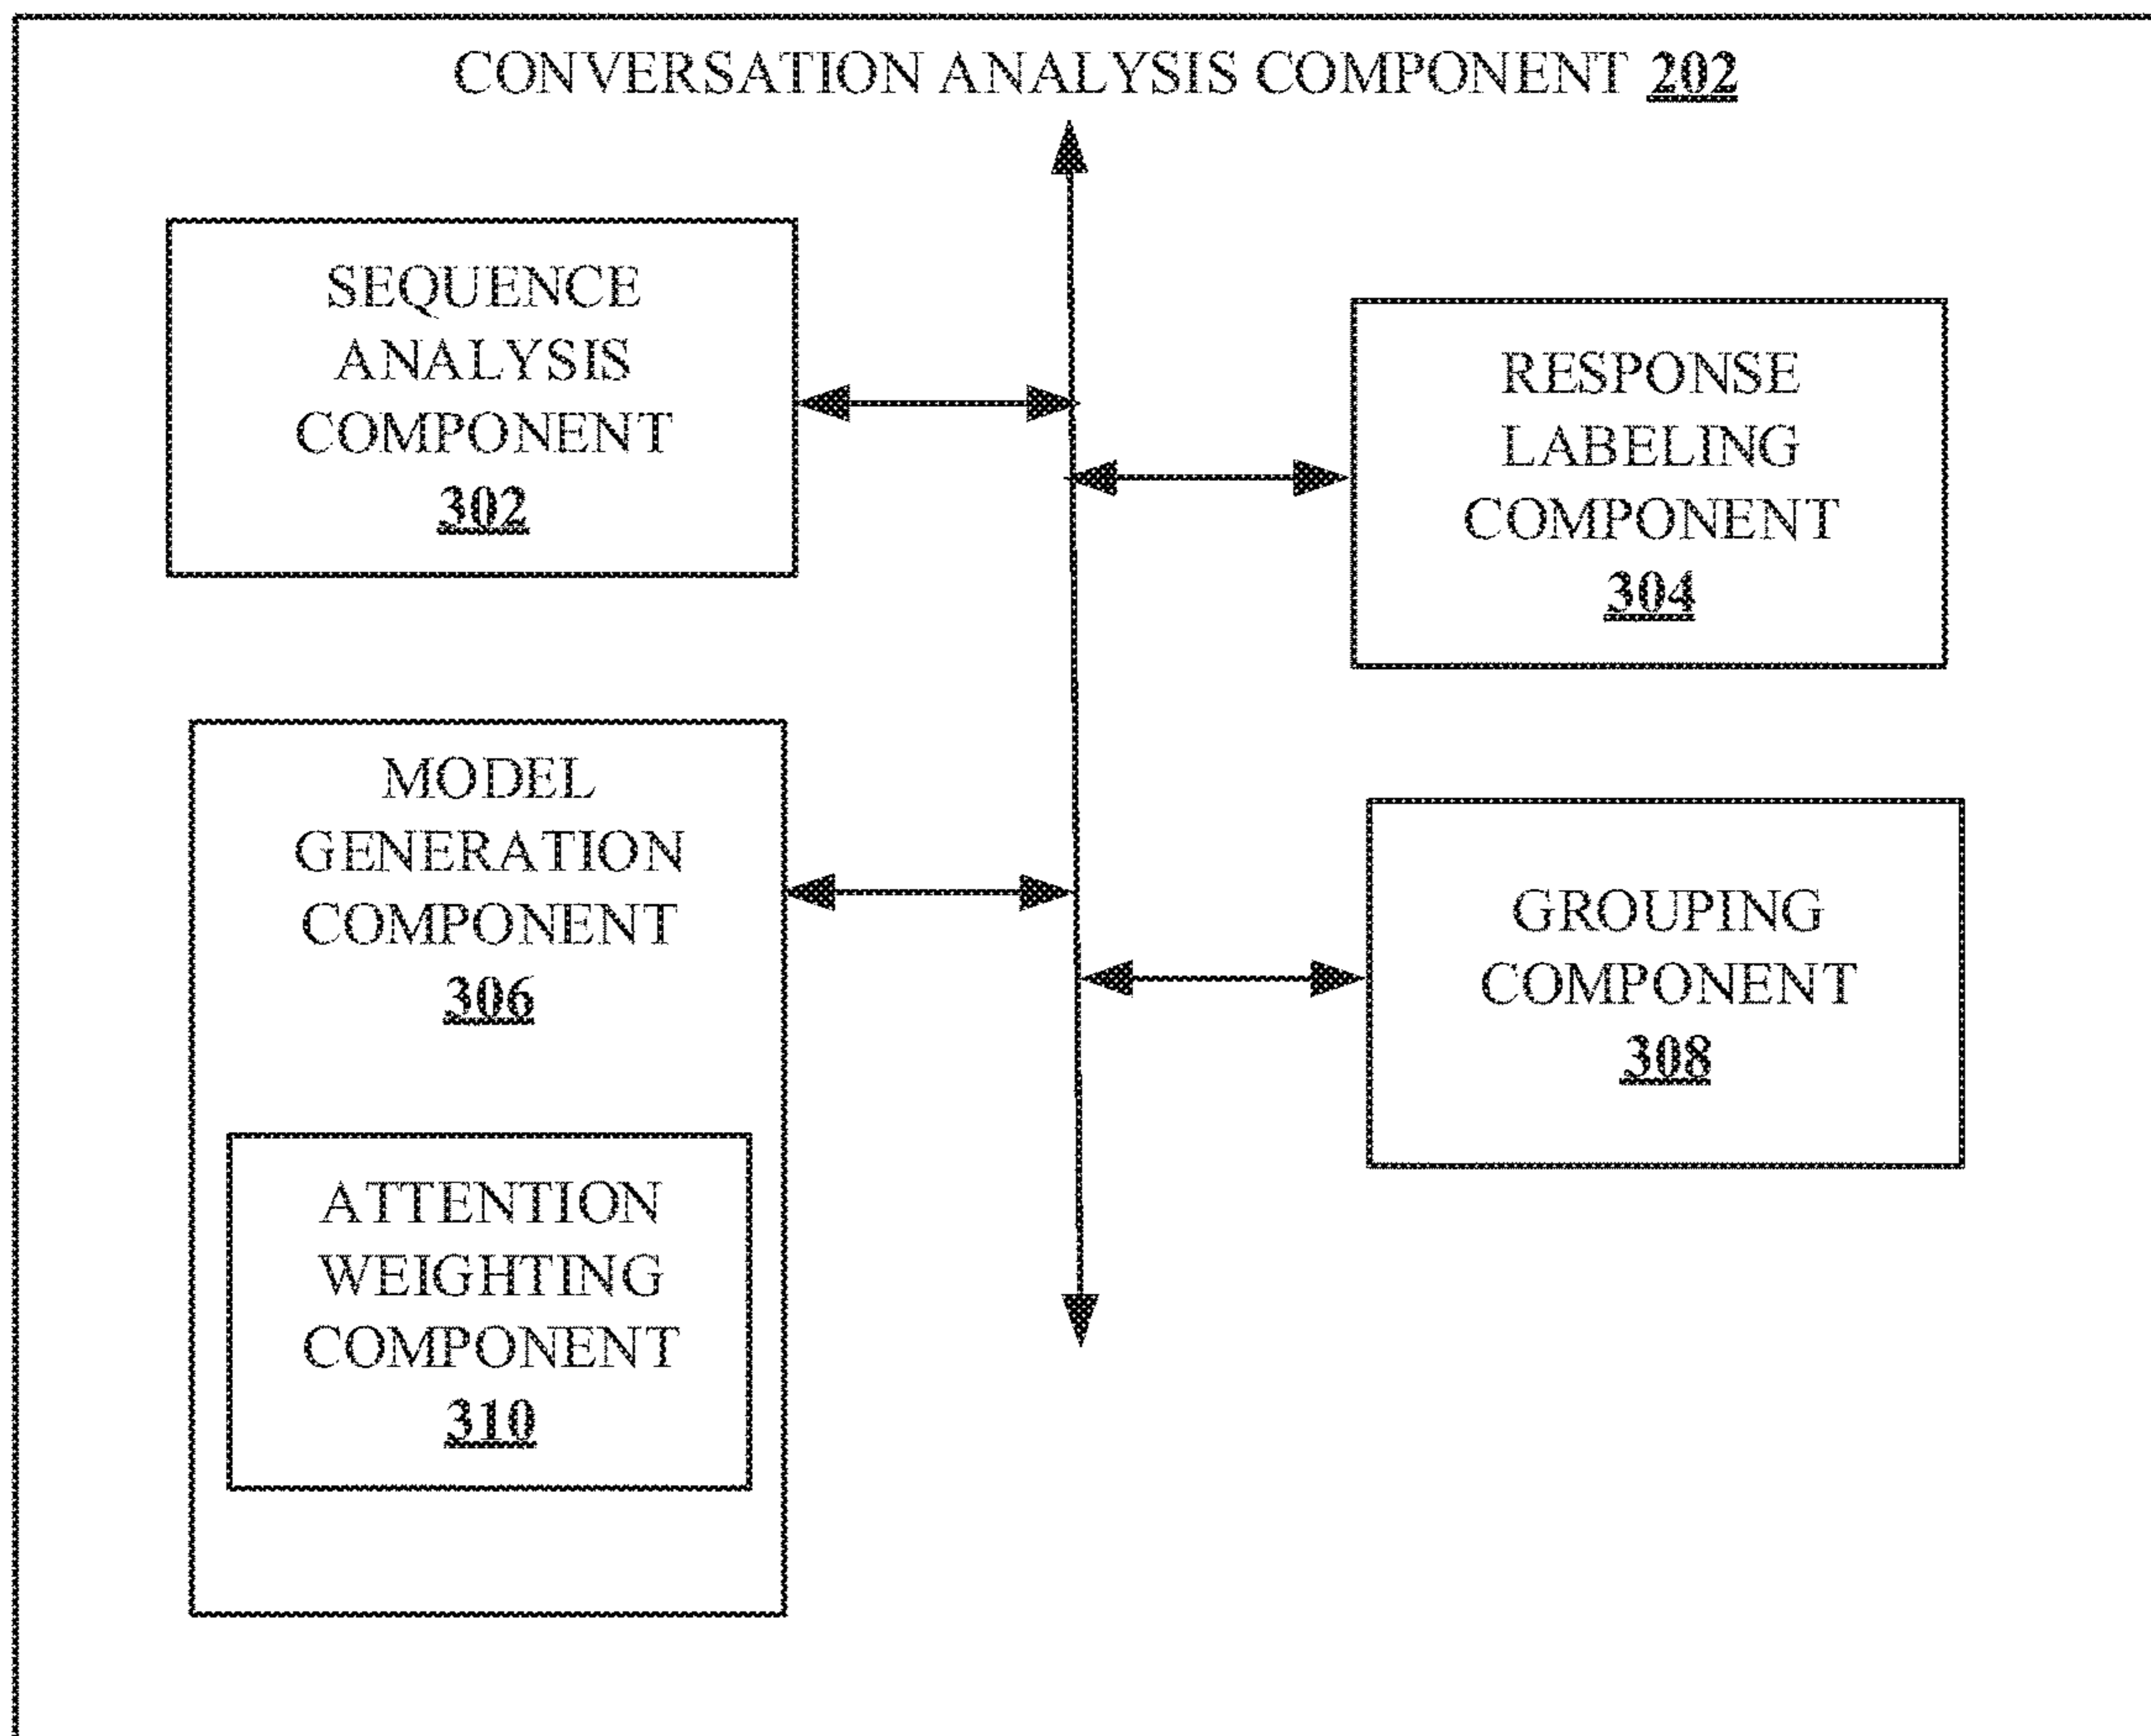 CONVERSATION ANALYSIS COMPONENT 202
SEQUENCE
ANALYSIS
COMPONENT
302
RESPONSE
LABELING
COMPONENT
304
MODEL
GENERATION
COMPONENT
306
GROUPING
COMPONENT
308
ATTENTION
WEIGHTING
COMPONENT
310